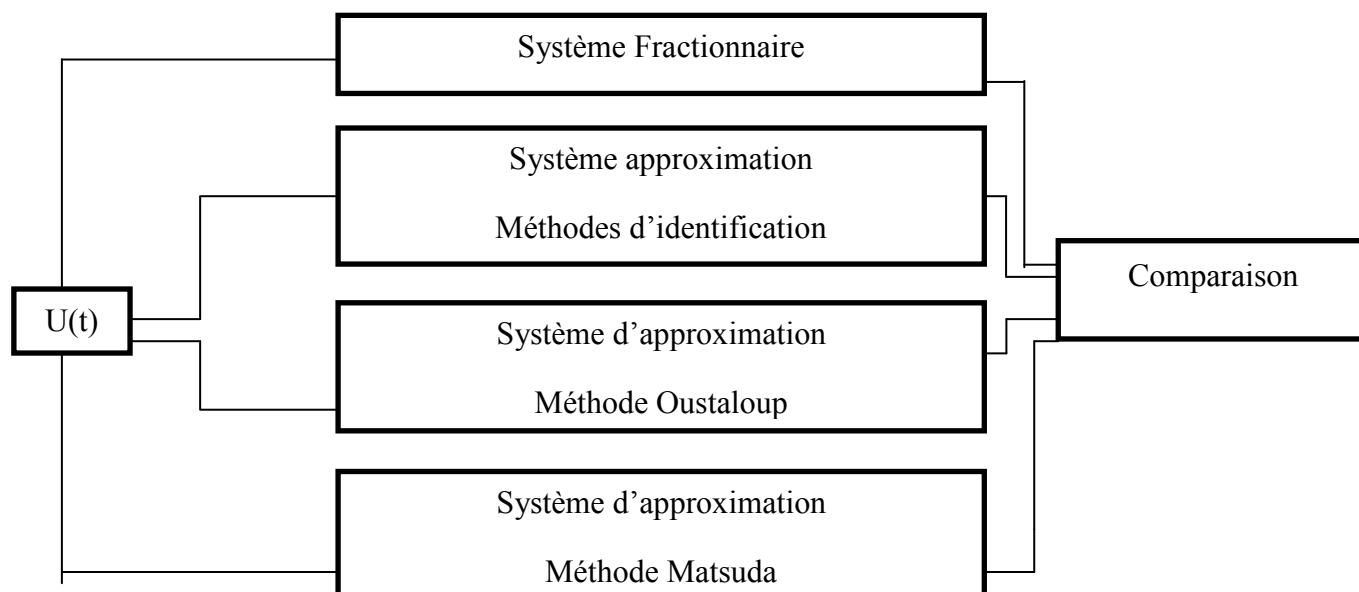 Système Fractionnaire
Système approximation
Méthodes d’identification
U(t)
Système d’approximation
Méthode Oustaloup
Système d’approximation
Méthode Matsuda
Comparaison